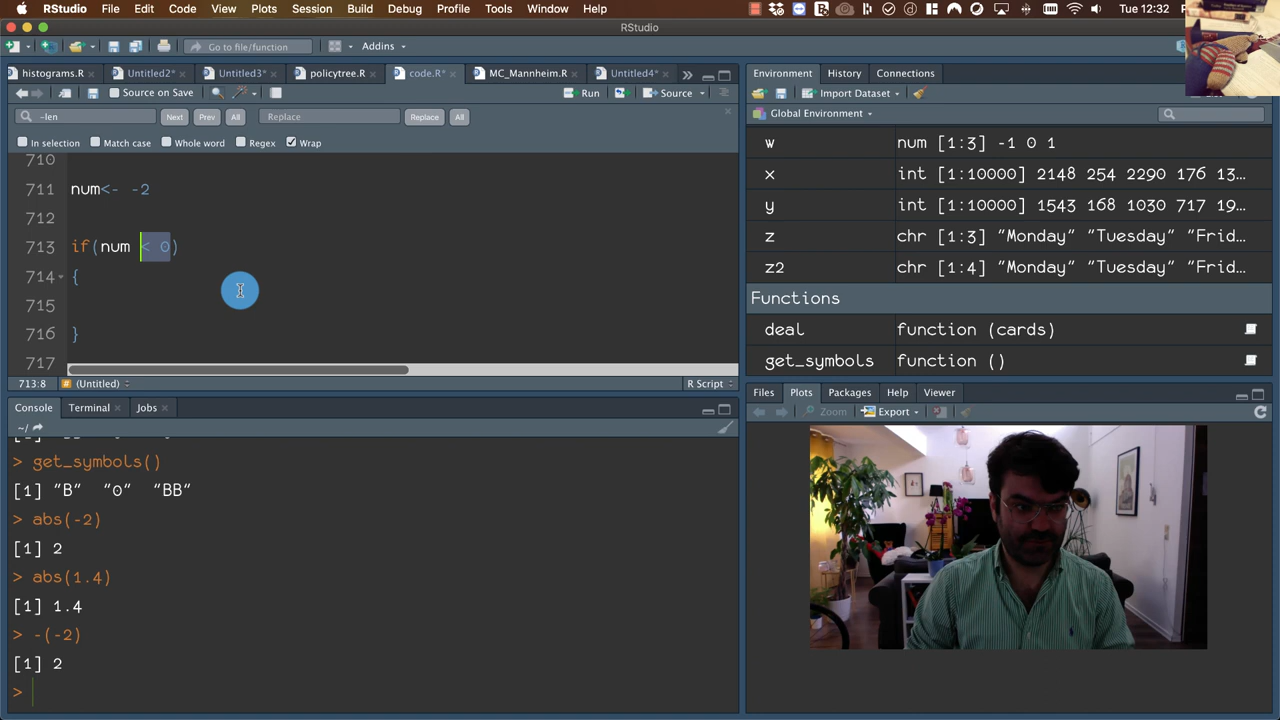 RStudio File Edit Code View Plots Session Build Debug Profile Tools Window Help Tue 12:32
RStudio
Go to file/function Addins
histograms.R Untitled2* Untitled3* policytree.R code.R* MC_Mannheim.R Untitled4*
Source on Save Run Source
-len Next Prev All Replace Replace All
In selection Match case Whole word Regex Wrap
710
711 num<- -2
712
713 if(num < 0)
714 {
715
716 }
717
713:8 (Untitled) R Script
Console Terminal Jobs
~/
> get_symbols()
[1] "B" "0" "BB"
> abs(-2)
[1] 2
> abs(1.4)
[1] 1.4
> -(-2)
[1] 2
>
Environment History Connections
Import Dataset
Global Environment
w num [1:3] -1 0 1
x int [1:10000] 2148 254 2290 176 13…
y int [1:10000] 1543 168 1030 717 19…
z chr [1:3] "Monday" "Tuesday" "Frid…
z2 chr [1:4] "Monday" "Tuesday" "Frid…
Functions
deal function (cards)
get_symbols function ()
Files Plots Packages Help Viewer
Zoom Export